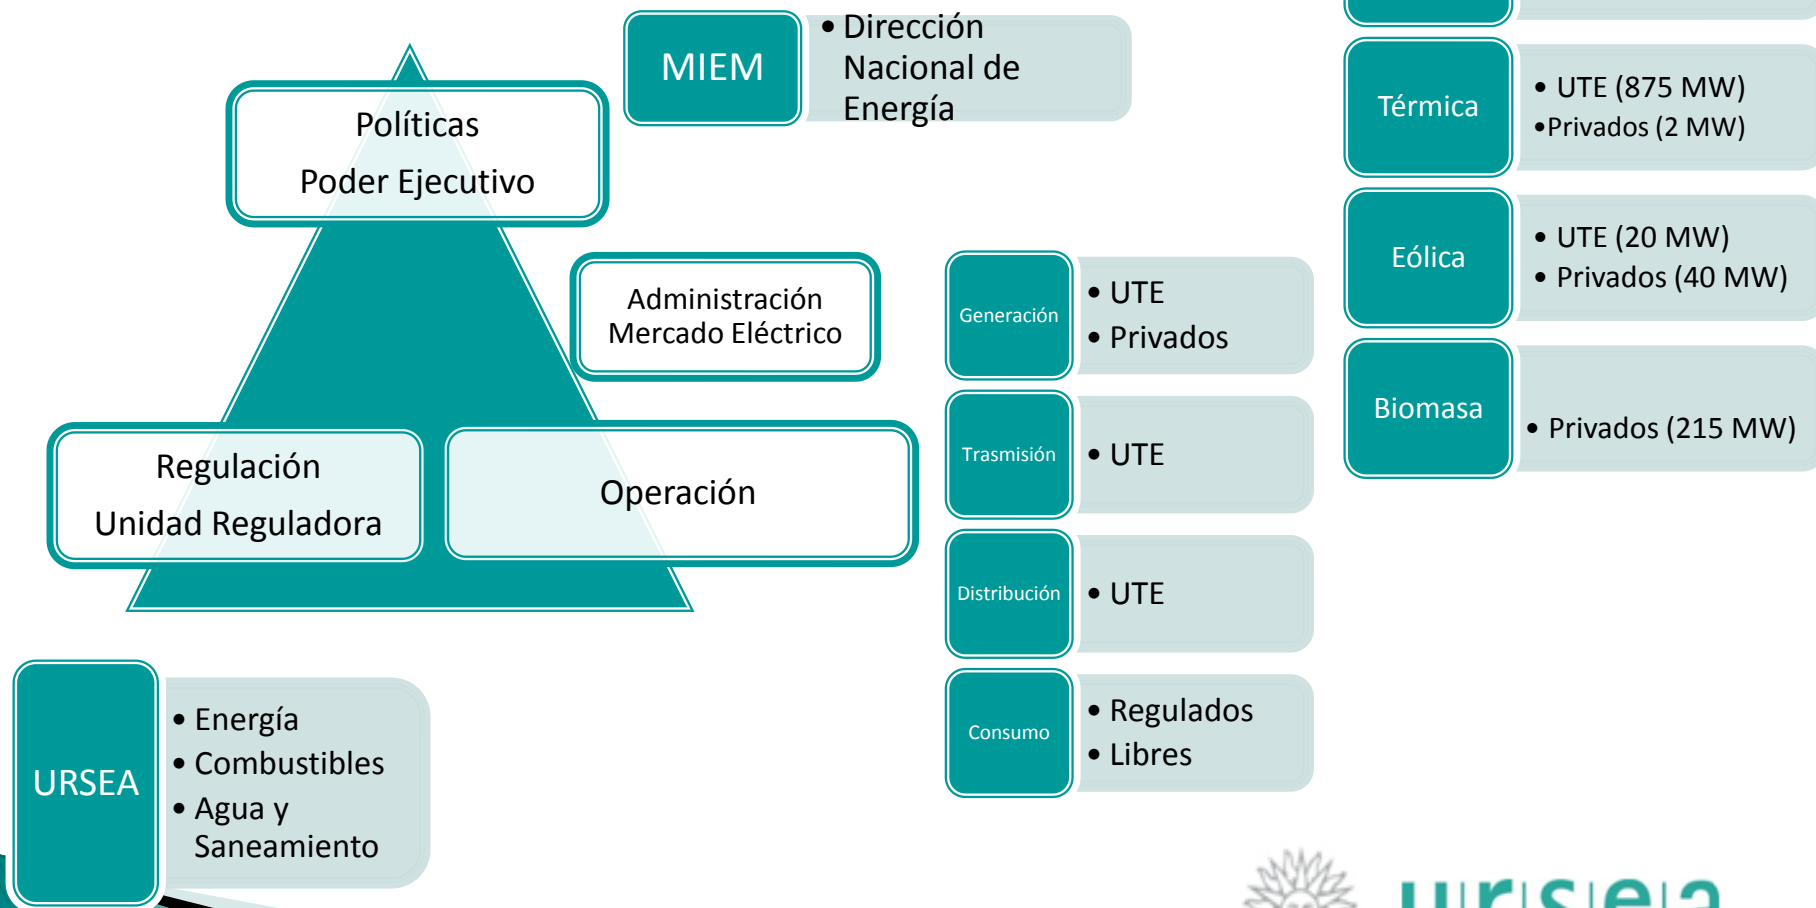 MIEM
• Dirección
Nacional de
Energía
Políticas
Poder Ejecutivo
Administración
Mercado Eléctrico
Regulación
Unidad Reguladora
Operación
URSEA
• Energía
• Combustibles
• Agua y
Saneamiento
Generación
• UTE
• Privados
Trasmisión
• UTE
Distribución
• UTE
Consumo
• Regulados
• Libres
Térmica
• UTE (875 MW)
•Privados (2 MW)
Eólica
• UTE (20 MW)
• Privados (40 MW)
Biomasa
• Privados (215 MW)
u|r|s|e|a